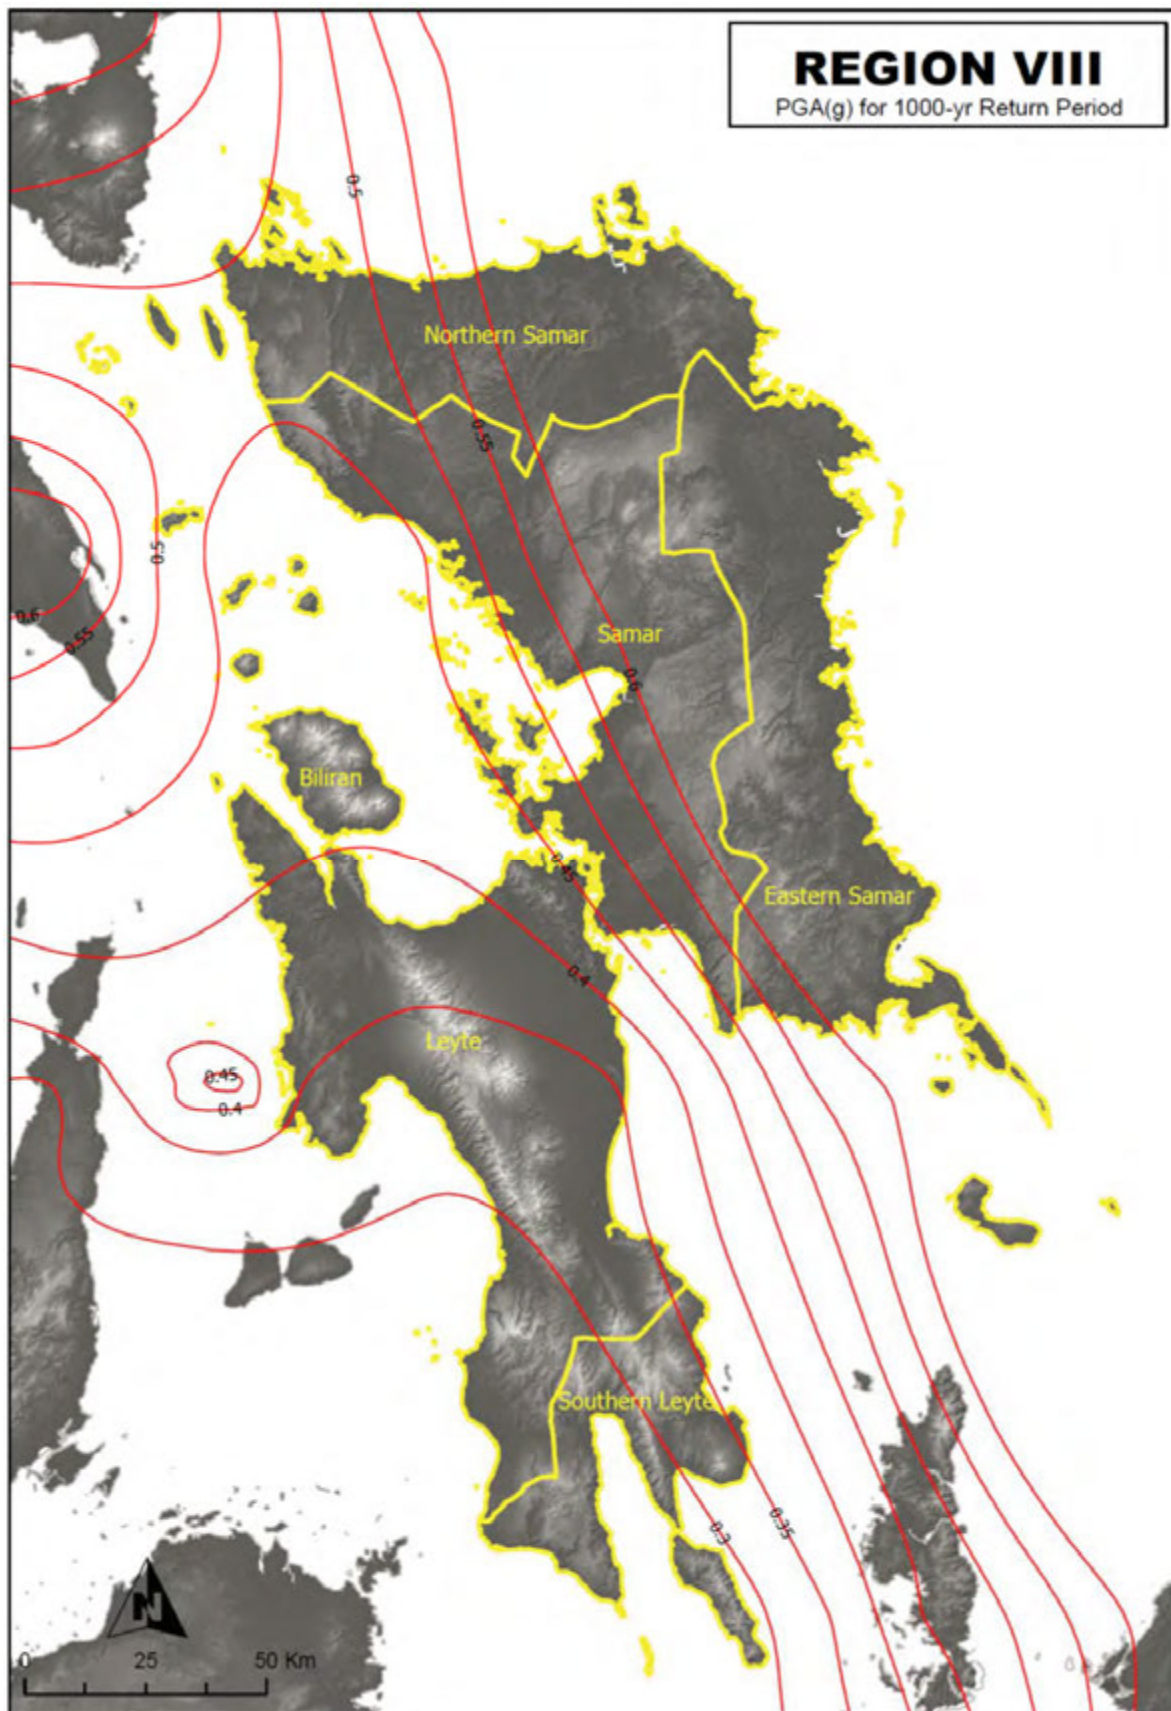 REGION VIII
PGA(g) for 1000-yr Return Period
0.5
Northern Samar
0.55
0.5
0.6
0.55
Samar
0.6
Biliran
0.45
Eastern Samar
0.4
Leyte
0.45
0.4
Southern Leyte
0.3
0.35
N
0 25 50 Km